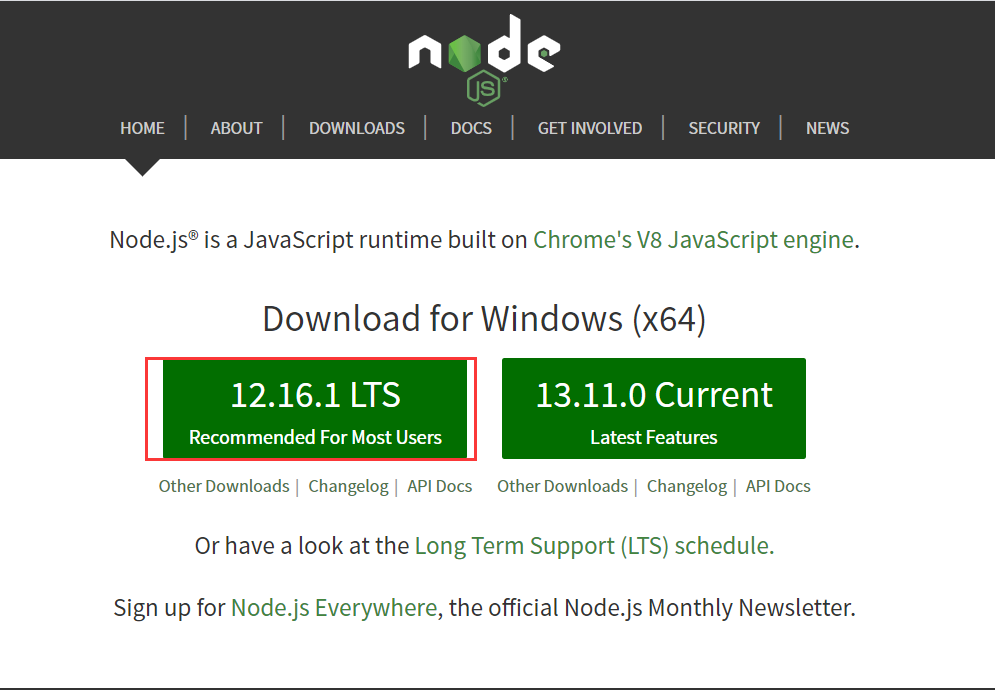 node
JS®
HOME | ABOUT | DOWNLOADS | DOCS | GET INVOLVED | SECURITY | NEWS
Node.js® is a JavaScript runtime built on Chrome's V8 JavaScript engine.
Download for Windows (x64)
12.16.1 LTS
Recommended For Most Users
13.11.0 Current
Latest Features
Other Downloads | Changelog | API Docs
Other Downloads | Changelog | API Docs
Or have a look at the Long Term Support (LTS) schedule.
Sign up for Node.js Everywhere, the official Node.js Monthly Newsletter.